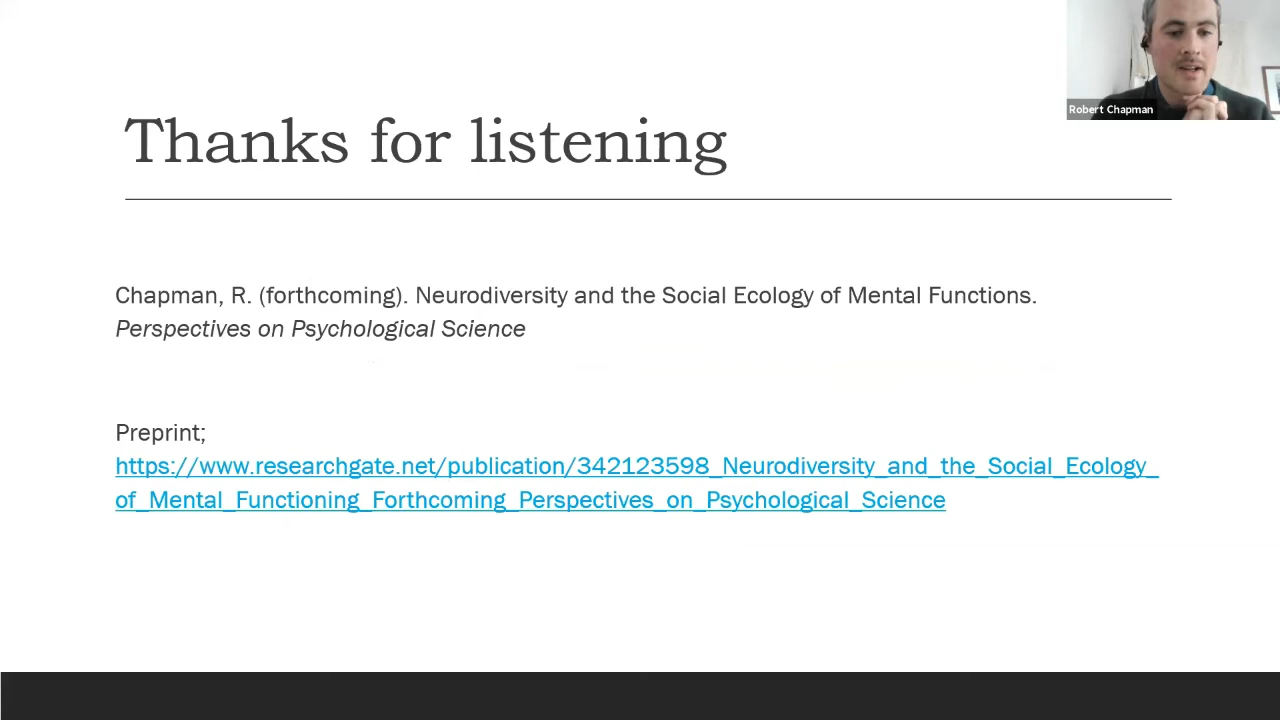 Robert Chapman
Thanks for listening
Chapman, R. (forthcoming). Neurodiversity and the Social Ecology of Mental Functions.
Perspectives on Psychological Science
Preprint;
https://www.researchgate.net/publication/342123598_Neurodiversity_and_the_Social_Ecology_
of_Mental_Functioning_Forthcoming_Perspectives_on_Psychological_Science